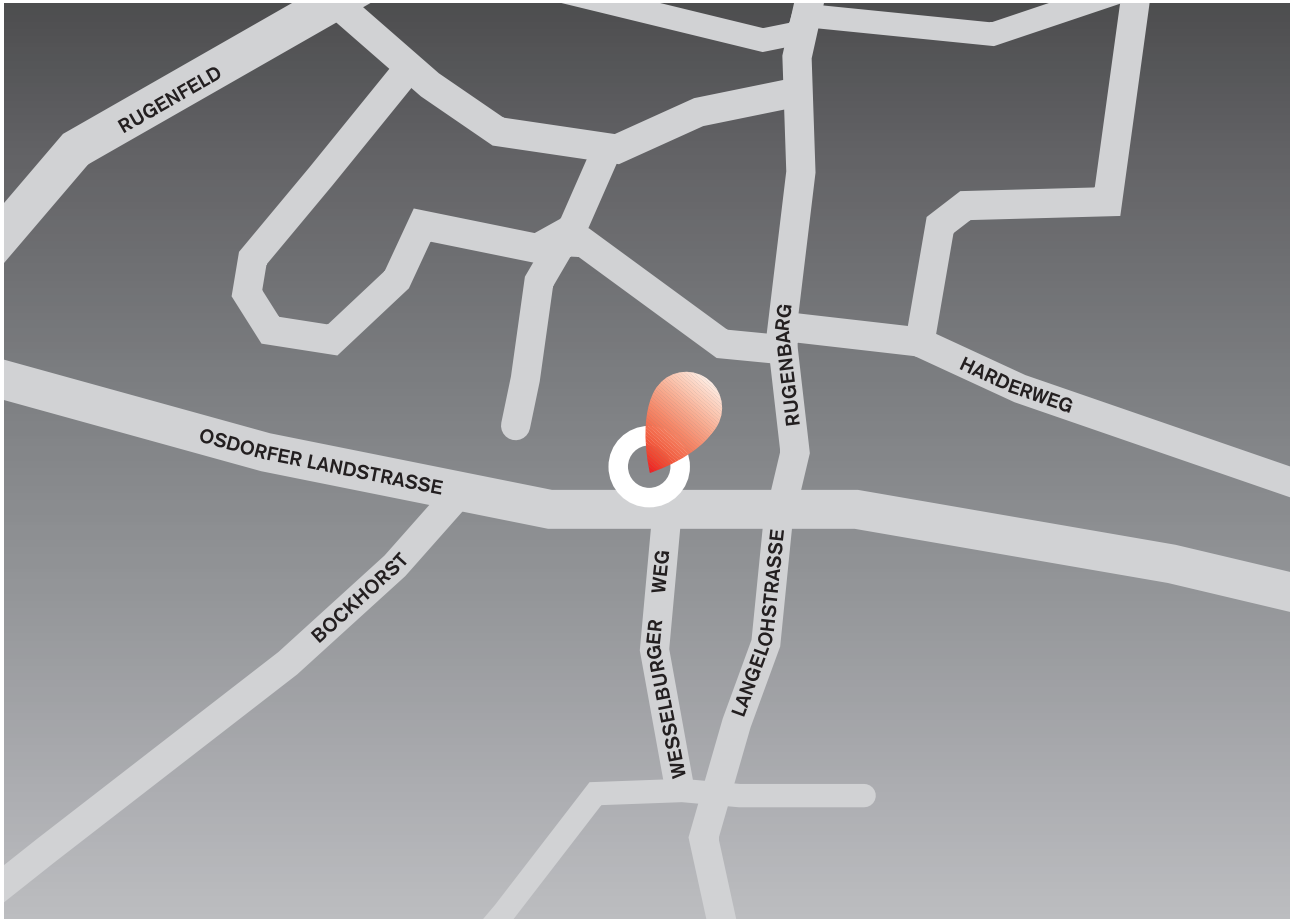 RUGENFELD
RUGENBARG
HARDERWEG
OSDORFER LANDSTRASSE
BOCKHORST
WESSELBURGER WEG
LANGELOHSTRASSE